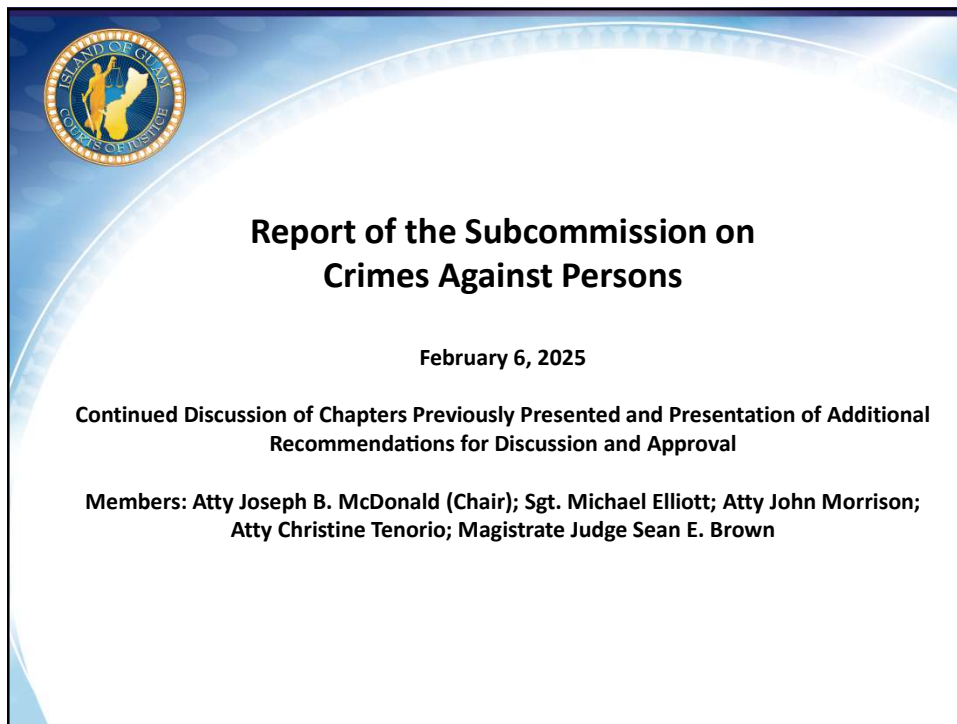 ISLAND OF GUAM
COURTS OF JUSTICE
Report of the Subcommission on
Crimes Against Persons
February 6, 2025
Continued Discussion of Chapters Previously Presented and Presentation of Additional
Recommendations for Discussion and Approval
Members: Atty Joseph B. McDonald (Chair); Sgt. Michael Elliott; Atty John Morrison;
Atty Christine Tenorio; Magistrate Judge Sean E. Brown